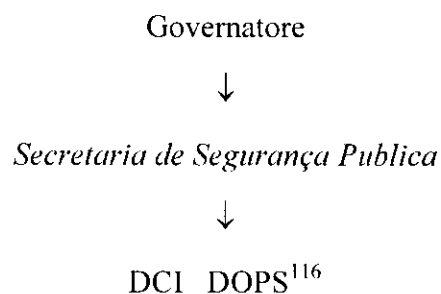 Governatore
↓
Secretaria de Segurança Publica
↓
DCI DOPS116